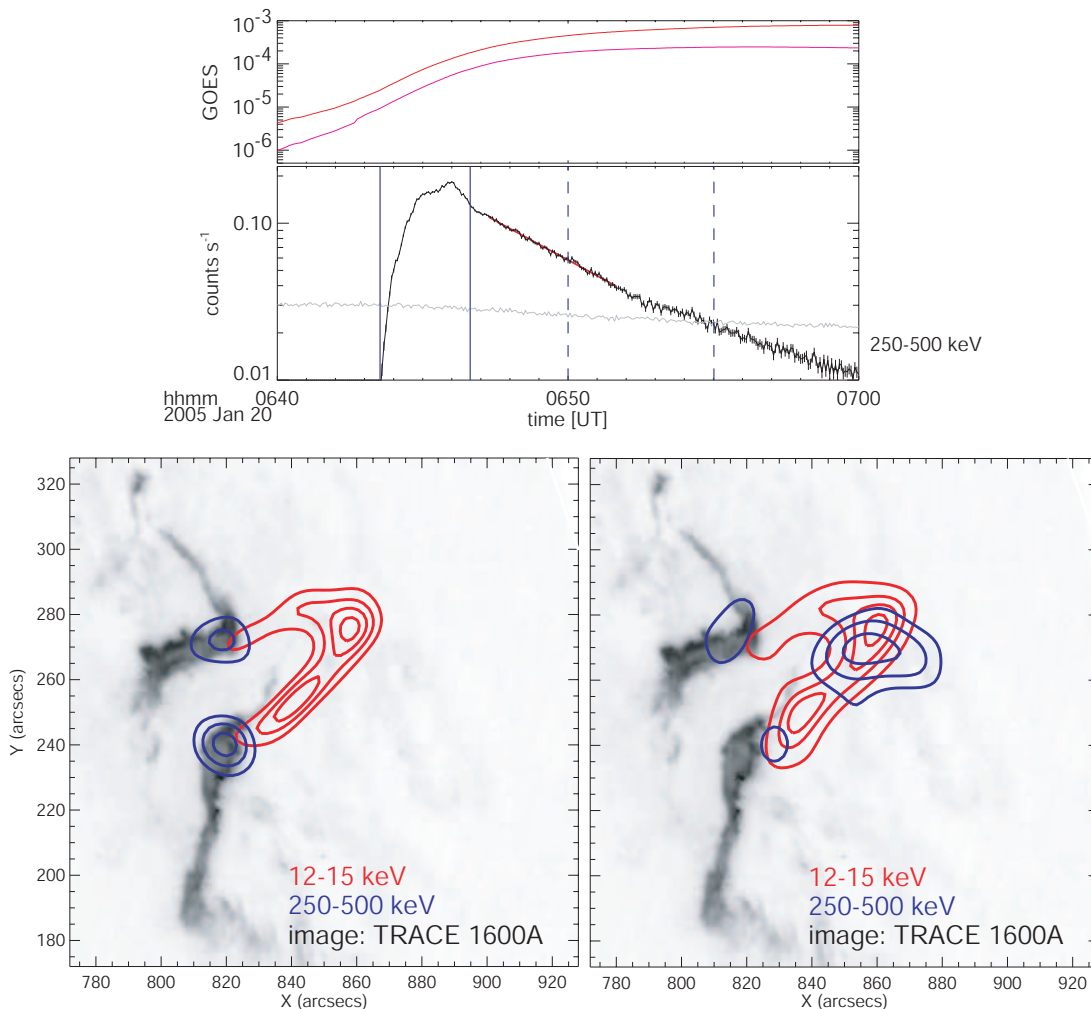 10-3
10-4
10-5
10-6
GOES
0.10
0.01
counts s-1
250-500 keV
hhmm 0640 0650 0700
2005 Jan 20
time [UT]
320
300
280
260
240
220
200
180
Y (arcsecs)
12-15 keV
250-500 keV
image: TRACE 1600A
780 800 820 840 860 880 900 920
X (arcsecs)
12-15 keV
250-500 keV
image: TRACE 1600A
780 800 820 840 860 880 900 920
X (arcsecs)